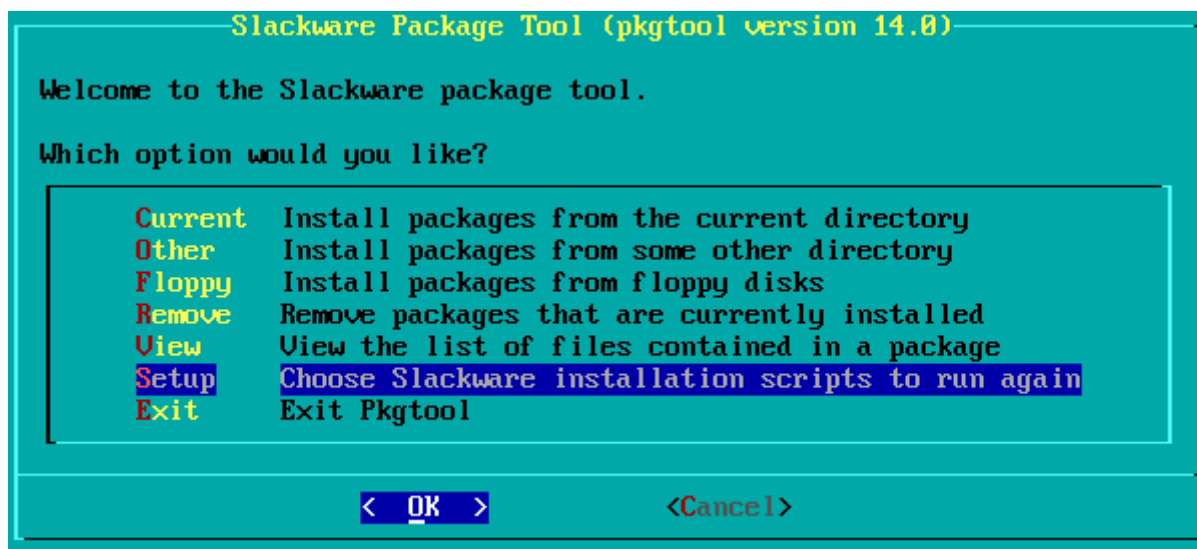 Slackware Package Tool (pkgtool version 14.0)
Welcome to the Slackware package tool.
Which option would you like?
Current Install packages from the current directory
Other Install packages from some other directory
Floppy Install packages from floppy disks
Remove Remove packages that are currently installed
View View the list of files contained in a package
Setup Choose Slackware installation scripts to run again
Exit Exit Pkgtool
< OK > <Cancel>